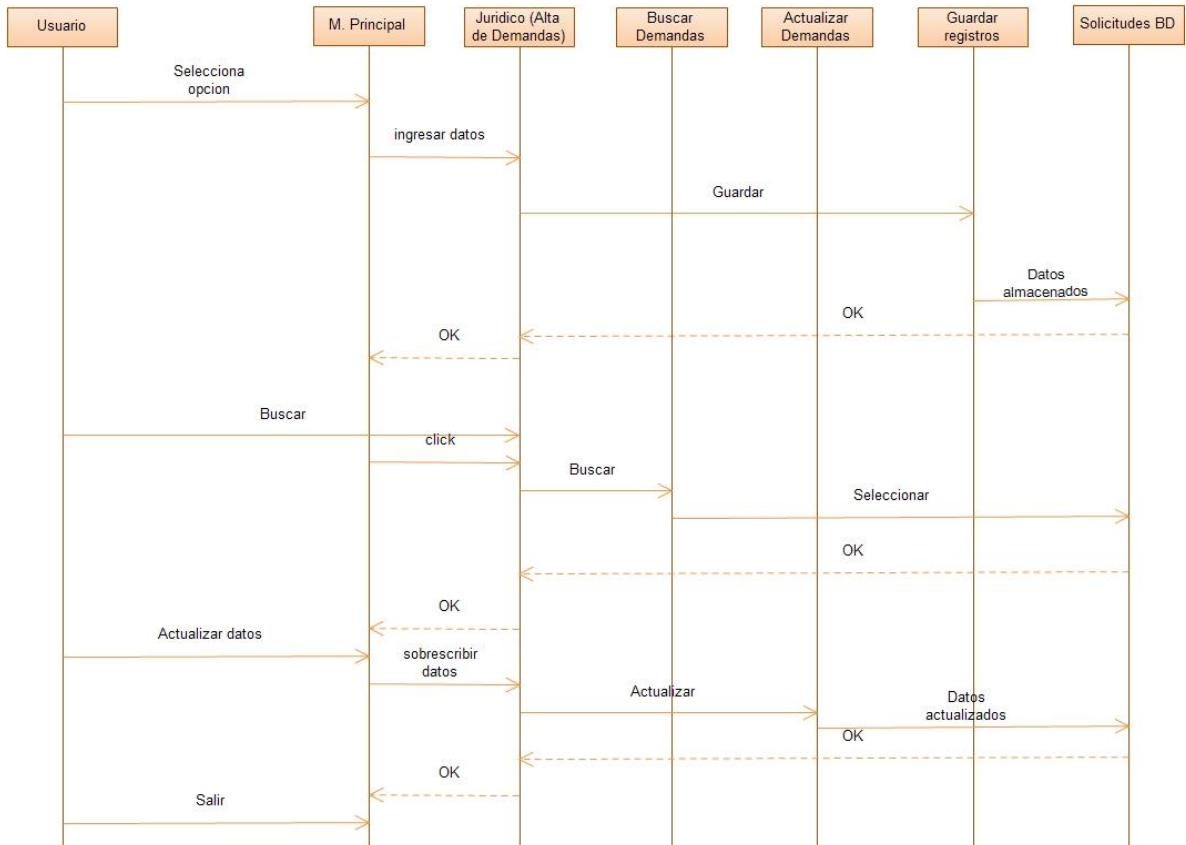 Usuario
M. Principal
Juridico (Alta
de Demandas)
Buscar
Demandas
Actualizar
Demandas
Guardar
registros
Solicitudes BD
Selecciona
opcion
ingresar datos
Guardar
Datos
almacenados
OK
OK
Buscar
click
Buscar
Seleccionar
OK
OK
Actualizar datos
sobrescribir
datos
Actualizar
Datos
actualizados
OK
OK
Salir